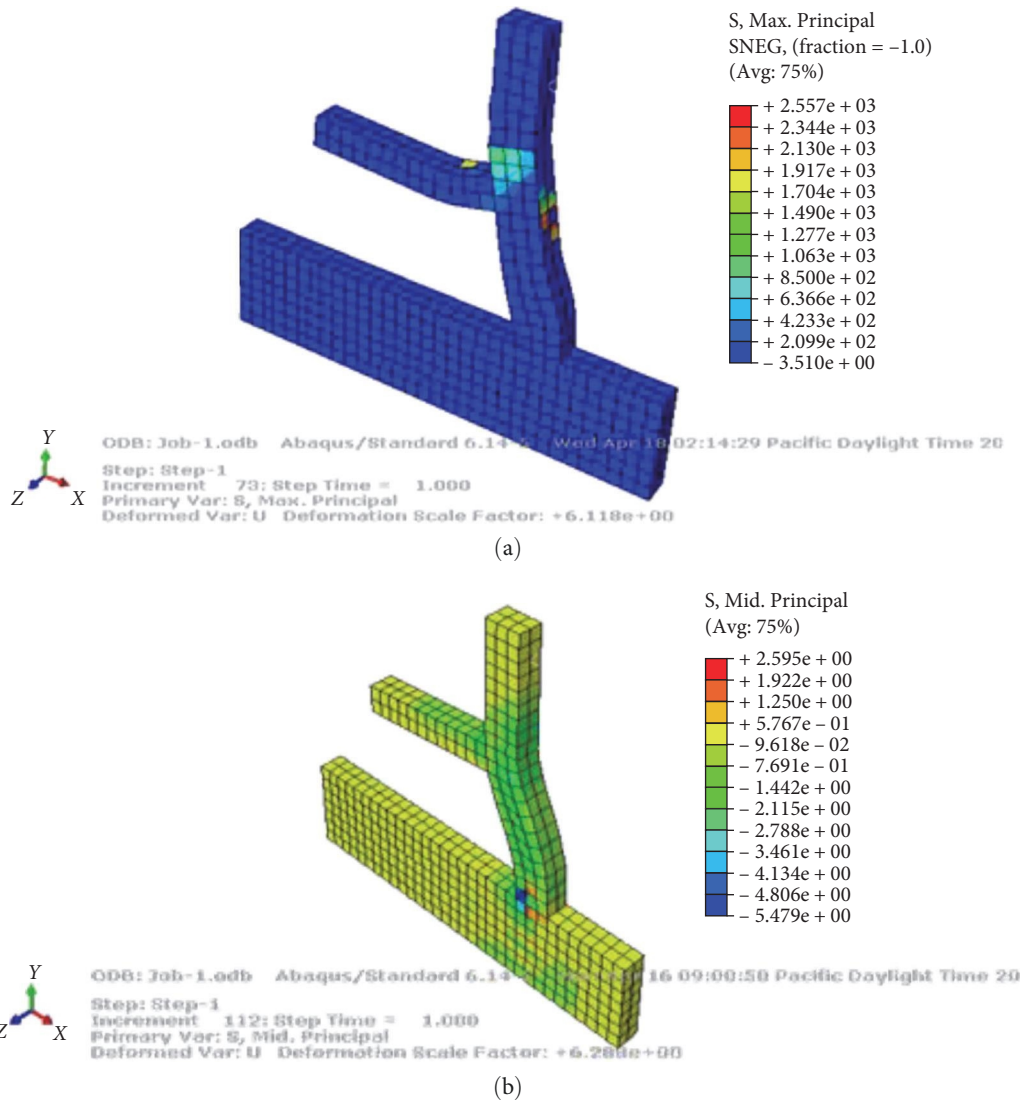 S, Max. Principal
SNEG, (fraction = –1.0)
(Avg: 75%)
+ 2.557e + 03
+ 2.344e + 03
+ 2.130e + 03
+ 1.917e + 03
+ 1.704e + 03
+ 1.490e + 03
+ 1.277e + 03
+ 1.063e + 03
+ 8.500e + 02
+ 6.366e + 02
+ 4.233e + 02
+ 2.099e + 02
– 3.510e + 00
Y
Z
X
ODB: Job-1.odb Abaqus/Standard 6.14- Wed Apr 18 02:14:29 Pacific Daylight Time 20
Step: Step-1
Increment 73: Step Time = 1.000
Primary Var: S, Max. Principal
Deformed Var: U Deformation Scale Factor: +6.118e+00
(a)
S, Mid. Principal
(Avg: 75%)
+ 2.595e + 00
+ 1.922e + 00
+ 1.250e + 00
+ 5.767e – 01
– 9.618e – 02
– 7.691e – 01
– 1.442e + 00
– 2.115e + 00
– 2.788e + 00
– 3.461e + 00
– 4.134e + 00
– 4.806e + 00
– 5.479e + 00
Y
Z
X
ODB: Job-1.odb Abaqus/Standard 6.14 16 09:00:50 Pacific Daylight Time 20
Step: Step-1
Increment 112: Step Time = 1.000
Primary Var: S, Mid. Principal
Deformed Var: U Deformation Scale Factor:
(b)